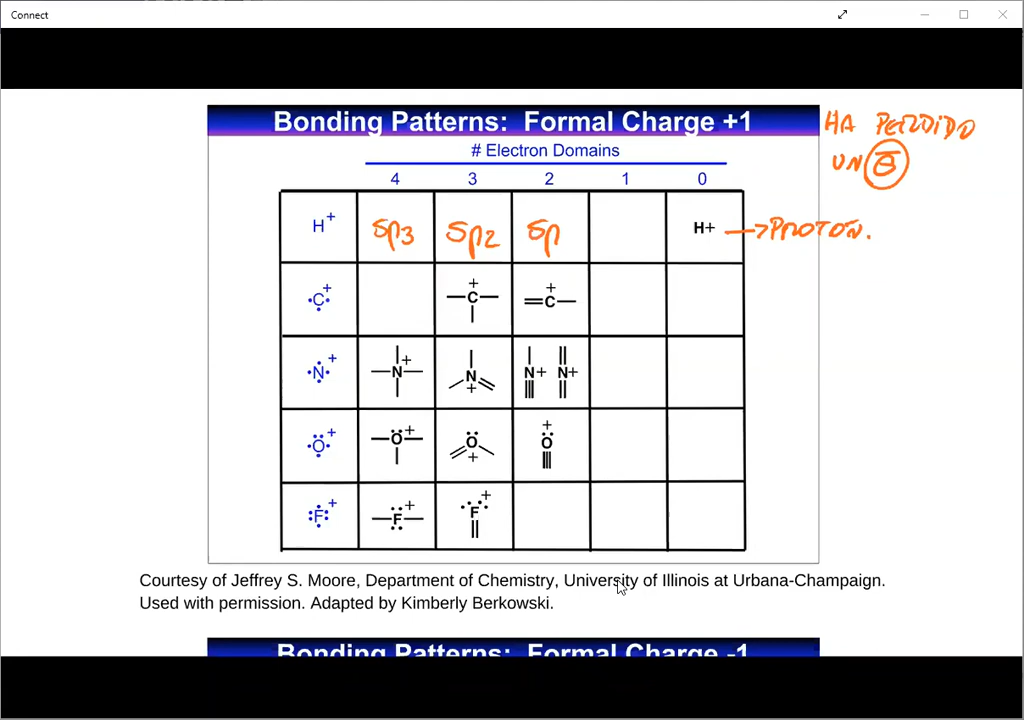 Connect
Bonding Patterns: Formal Charge +1
HA PERDIDO
UN e-
# Electron Domains
4 3 2 1 0
H+ sp3 sp2 sp H+ →PROTON.
C+ C+ =C+
N+ N+ N+ N+ N+
O+ O+ O+ O+
F+ F+ F+
Courtesy of Jeffrey S. Moore, Department of Chemistry, University of Illinois at Urbana-Champaign.
Used with permission. Adapted by Kimberly Berkowski.
Bonding Patterns: Formal Charge -1